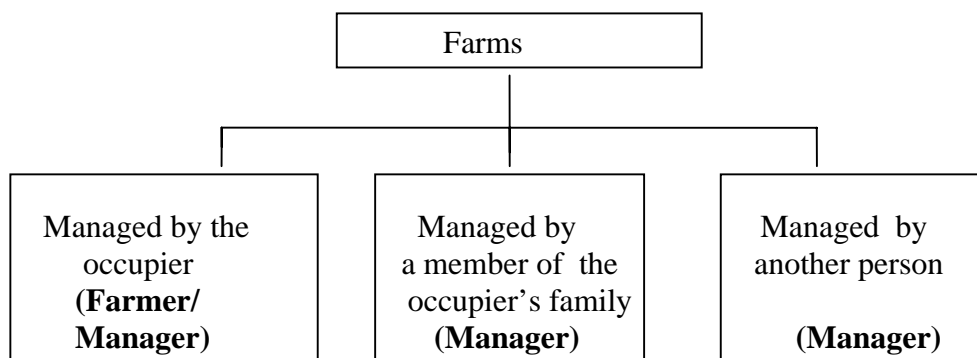 Farms
Managed by the
occupier
(Farmer/
Manager)
Managed by
a member of the
occupier’s family
(Manager)
Managed by
another person
(Manager)